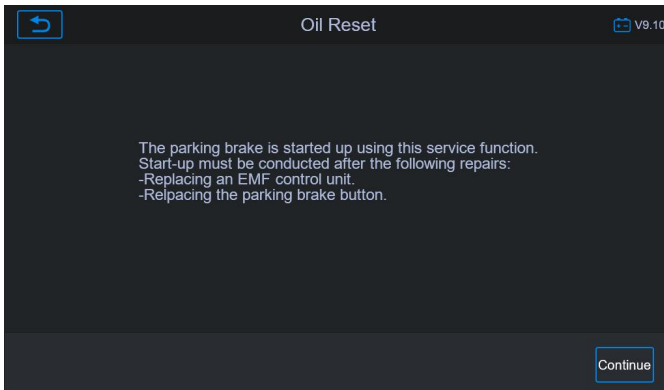 Oil Reset
V9.10
The parking brake is started up using this service function.
Start-up must be conducted after the following repairs:
-Replacing an EMF control unit.
-Relpacing the parking brake button.
Continue